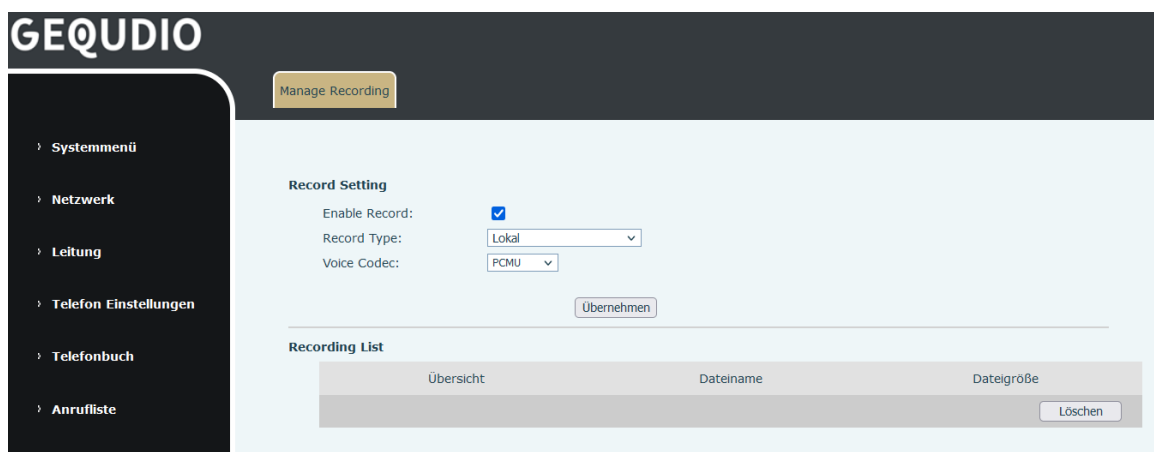 GEQUDIO
Manage Recording
Systemmenü
Netzwerk
Leitung
Telefon Einstellungen
Telefonbuch
Anrufliste
Record Setting
Enable Record:
Record Type: Lokal
Voice Codec: PCMU
Übernehmen
Recording List
Übersicht Dateiname Dateigröße
Löschen